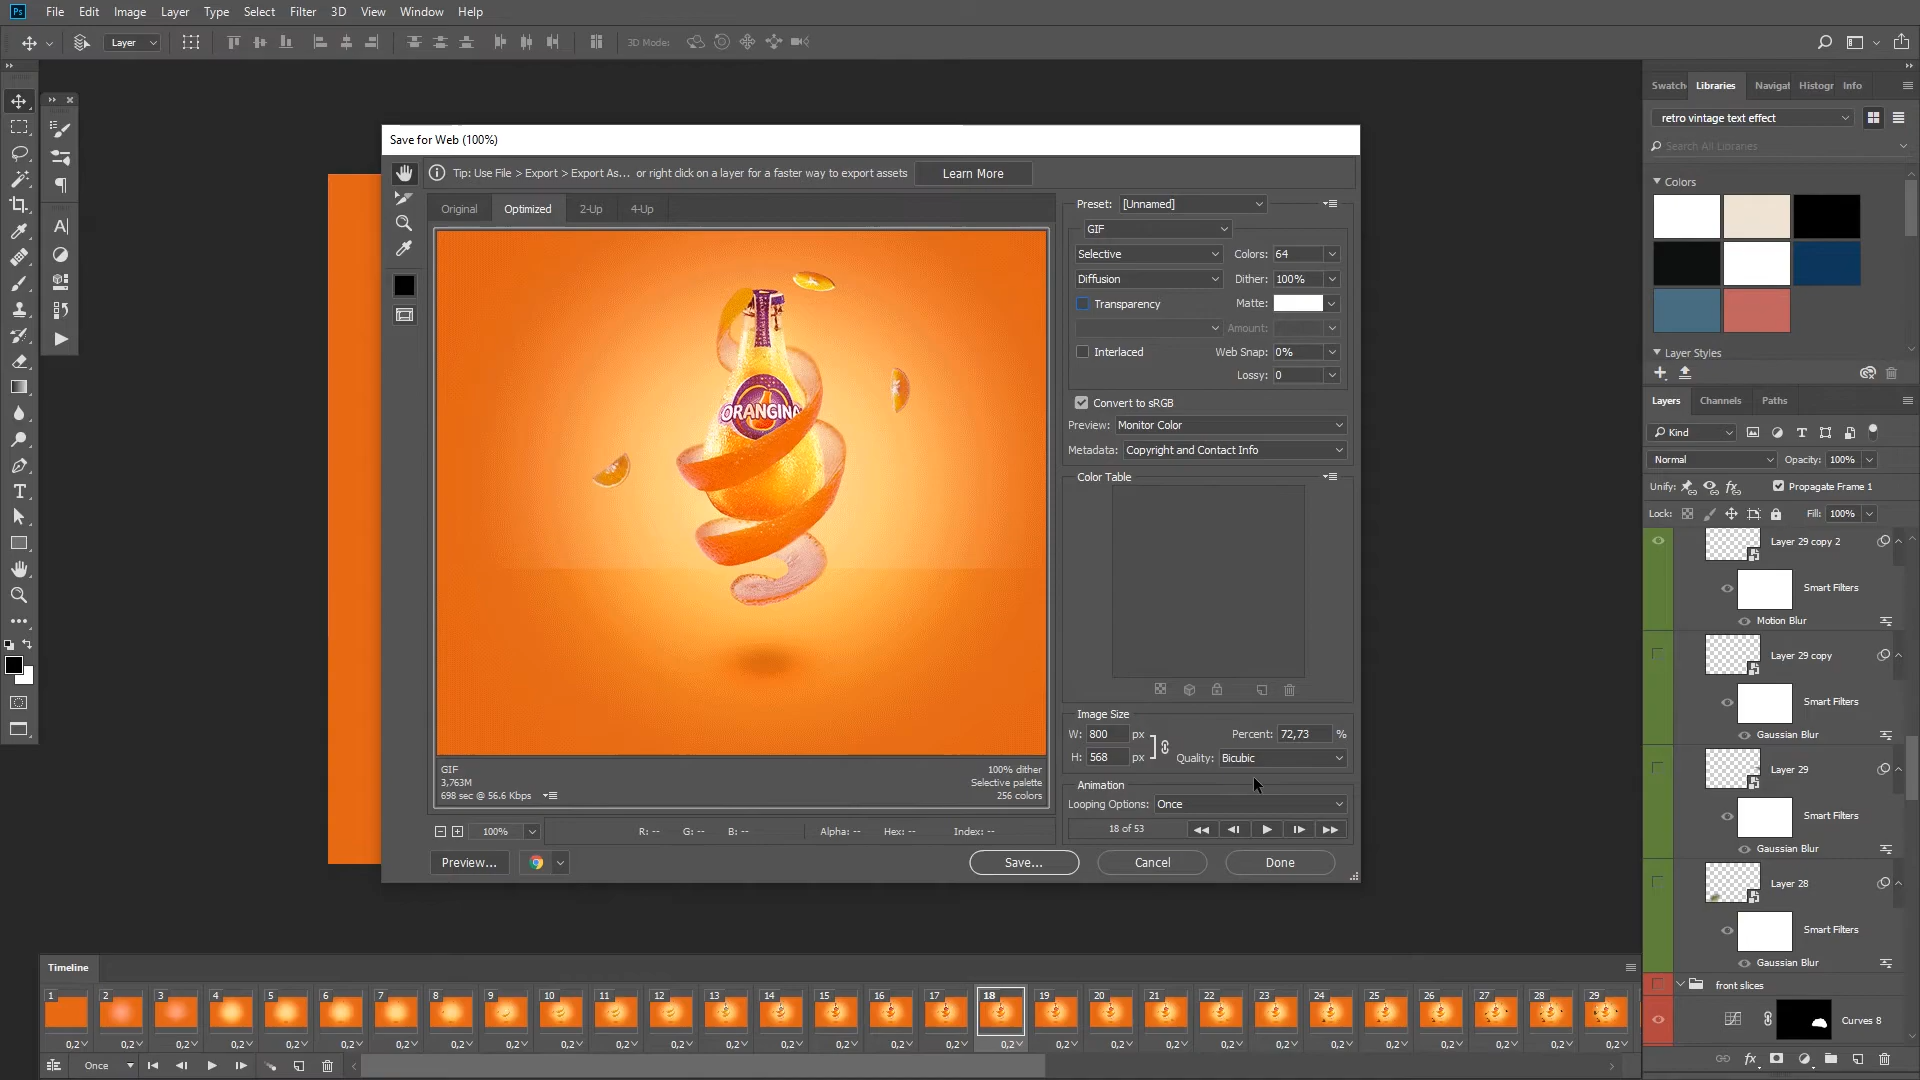 Ps File Edit Image Layer Type Select Filter 3D View Window Help
Layer 3D Mode:
Save for Web (100%)
Tip: Use File > Export > Export As... or right click on a layer for a faster way to export assets Learn More
Original Optimized 2-Up 4-Up
Preset: [Unnamed]
GIF
Selective Colors: 64
Diffusion Dither: 100%
Transparency Matte:
Amount:
Interlaced Web Snap: 0%
Lossy: 0
Convert to sRGB
Preview: Monitor Color
Metadata: Copyright and Contact Info
Color Table
Image Size
W: 800 px Percent: 72,73 %
H: 568 px Quality: Bicubic
Animation
Looping Options: Once
18 of 53
ORANGINA
GIF 100% dither
3,763M Selective palette
698 sec @ 56.6 Kbps 256 colors
100% R: -- G: -- B: -- Alpha: -- Hex: -- Index: --
Preview... Save... Cancel Done
Swatch Libraries Navigat Histogr Info
retro vintage text effect
Search All Libraries
Colors
Layer Styles
Layers Channels Paths
Kind
Normal Opacity: 100%
Unify: Propagate Frame 1
Lock: Fill: 100%
Layer 29 copy 2
Smart Filters
Motion Blur
Layer 29 copy
Smart Filters
Gaussian Blur
Layer 29
Smart Filters
Gaussian Blur
Layer 28
Smart Filters
Gaussian Blur
front slices
Curves 8
fx
Timeline
1 2 3 4 5 6 7 8 9 10 11 12 13 14 15 16 17 18 19 20 21 22 23 24 25 26 27 28 29
0,2 0,2 0,2 0,2 0,2 0,2 0,2 0,2 0,2 0,2 0,2 0,2 0,2 0,2 0,2 0,2 0,2 0,2 0,2 0,2 0,2 0,2 0,2 0,2 0,2 0,2 0,2 0,2 0,2
Once